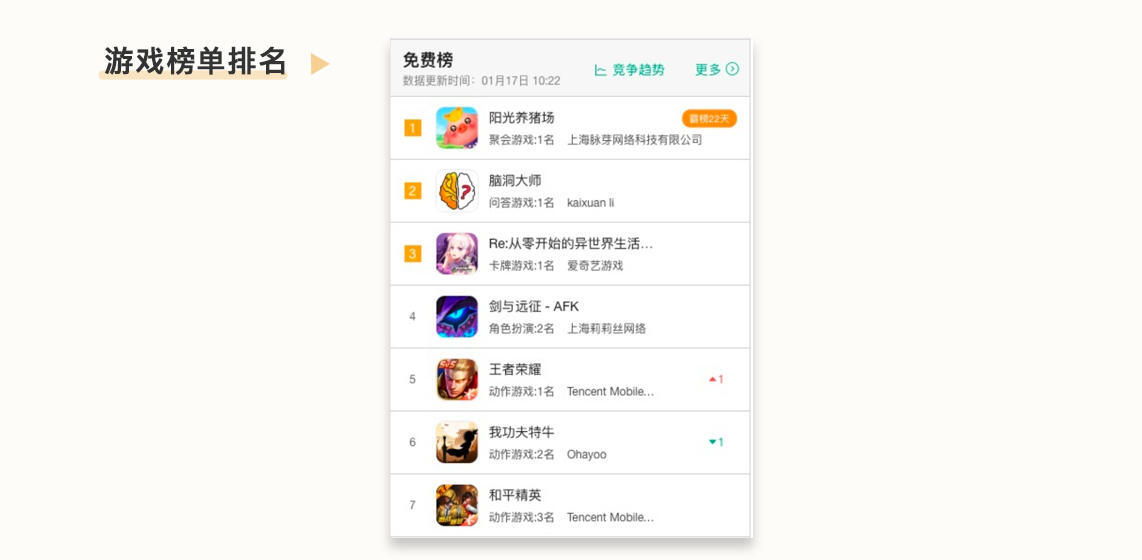 游戏榜单排名
免费榜
数据更新时间：01月17日 10:22
竞争趋势
更多
1
阳光养猪场
霸榜22天
聚会游戏:1名 上海脉芽网络科技有限公司
2
脑洞大师
问答游戏:1名 kaixuan li
3
Re:从零开始的异世界生活…
卡牌游戏:1名 爱奇艺游戏
4
剑与远征 - AFK
角色扮演:2名 上海莉莉丝网络
5
王者荣耀
动作游戏:1名 Tencent Mobile…
1
6
我功夫特牛
动作游戏:2名 Ohayoo
1
7
和平精英
动作游戏:3名 Tencent Mobile…